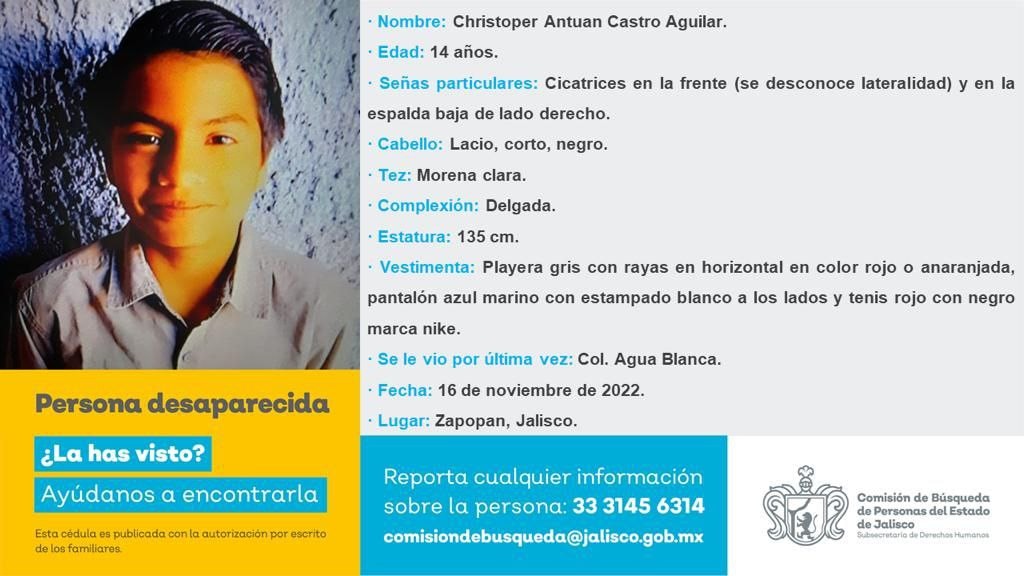 · Nombre: Christoper Antuan Castro Aguilar.
· Edad: 14 años.
· Señas particulares: Cicatrices en la frente (se desconoce lateralidad) y en la
espalda baja de lado derecho.
· Cabello: Lacio, corto, negro.
· Tez: Morena clara.
· Complexión: Delgada.
· Estatura: 135 cm.
· Vestimenta: Playera gris con rayas en horizontal en color rojo o anaranjada,
pantalón azul marino con estampado blanco a los lados y tenis rojo con negro
marca nike.
· Se le vio por última vez: Col. Agua Blanca.
· Fecha: 16 de noviembre de 2022.
· Lugar: Zapopan, Jalisco.
Persona desaparecida
¿La has visto?
Ayúdanos a encontrarla
Esta cédula es publicada con la autorización por escrito
de los familiares.
Reporta cualquier información
sobre la persona: 33 3145 6314
comisiondebusqueda@jalisco.gob.mx
Comisión de Búsqueda
de Personas del Estado
de Jalisco
Subsecretaría de Derechos Humanos